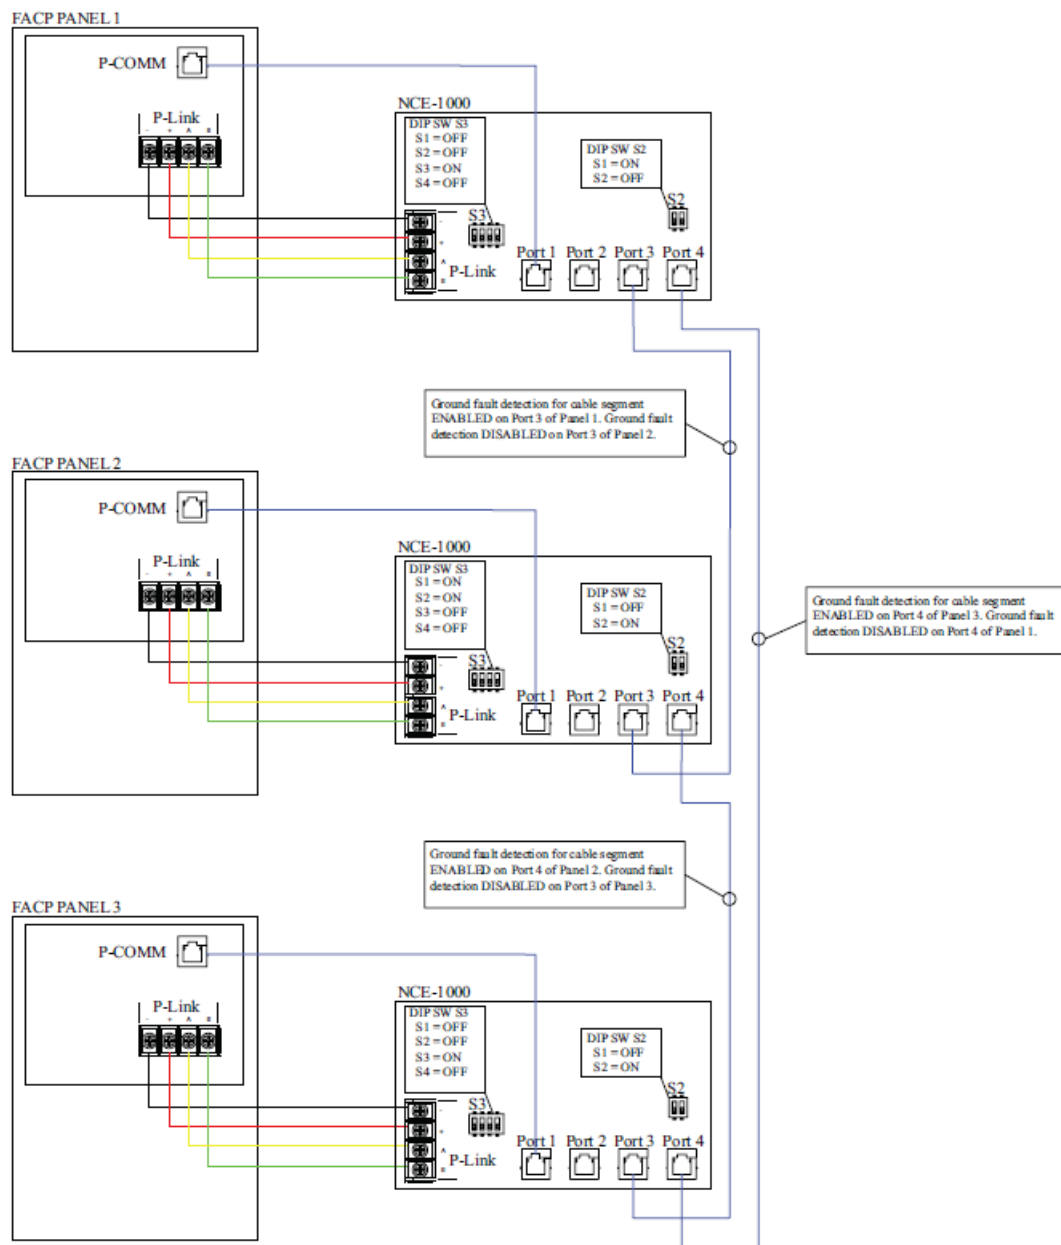 FACP PANEL 1
P-COMM
P-Link
- + A B
NCE-1000
DIP SW S3
S1 = OFF
S2 = OFF
S3 = ON
S4 = OFF
DIP SW S2
S1 = ON
S2 = OFF
S2
S3
-
+
A
B
P-Link
Port 1 Port 2 Port 3 Port 4
Ground fault detection for cable segment
ENABLED on Port 3 of Panel 1. Ground fault
detection DISABLED on Port 3 of Panel 2.
FACP PANEL 2
P-COMM
P-Link
- + A B
NCE-1000
DIP SW S3
S1 = ON
S2 = ON
S3 = OFF
S4 = OFF
DIP SW S2
S1 = OFF
S2 = ON
S2
S3
-
+
A
B
P-Link
Port 1 Port 2 Port 3 Port 4
Ground fault detection for cable segment
ENABLED on Port 4 of Panel 3. Ground fault
detection DISABLED on Port 4 of Panel 1.
Ground fault detection for cable segment
ENABLED on Port 4 of Panel 2. Ground fault
detection DISABLED on Port 3 of Panel 3.
FACP PANEL 3
P-COMM
P-Link
- + A B
NCE-1000
DIP SW S3
S1 = OFF
S2 = OFF
S3 = ON
S4 = OFF
DIP SW S2
S1 = OFF
S2 = ON
S2
S3
-
+
A
B
P-Link
Port 1 Port 2 Port 3 Port 4